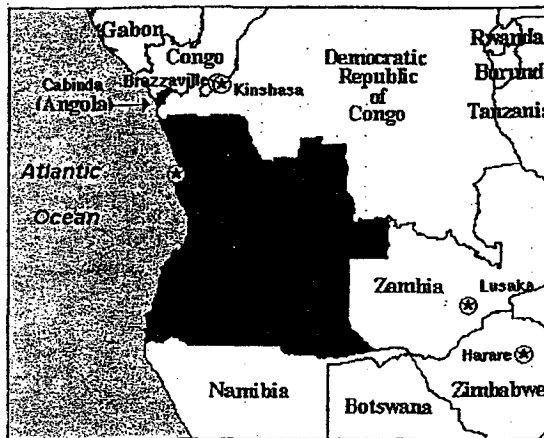 Gabon
Congo
Brazzaville
Kinshasa
Cabinda
(Angola)
Democratic
Republic
of
Congo
Rwanda
Burundi
Tanzania
Atlantic
Ocean
Zambia
Lusaka
Harare
Namibia
Botswana
Zimbabwe